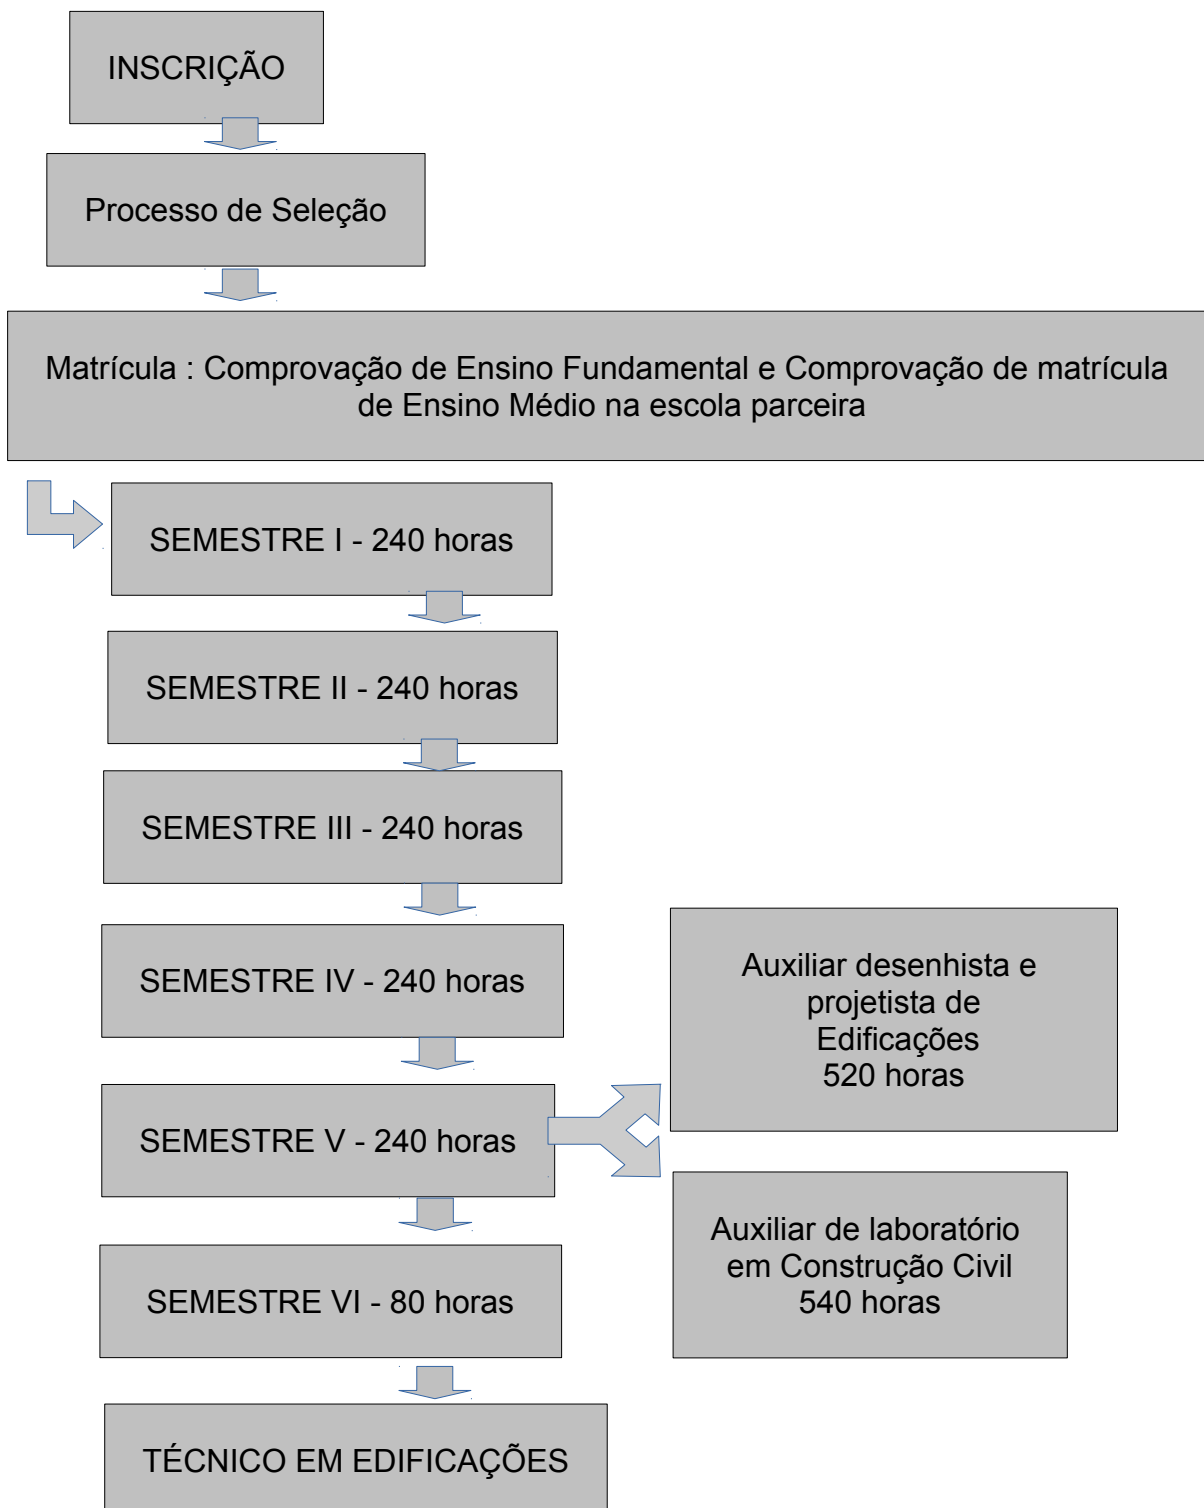 INSCRIÇÃO
Processo de Seleção
Matrícula : Comprovação de Ensino Fundamental e Comprovação de matrícula
de Ensino Médio na escola parceira
SEMESTRE I - 240 horas
SEMESTRE II - 240 horas
SEMESTRE III - 240 horas
SEMESTRE IV - 240 horas
Auxiliar desenhista e
projetista de
Edificações
520 horas
SEMESTRE V - 240 horas
Auxiliar de laboratório
em Construção Civil
540 horas
SEMESTRE VI - 80 horas
TÉCNICO EM EDIFICAÇÕES